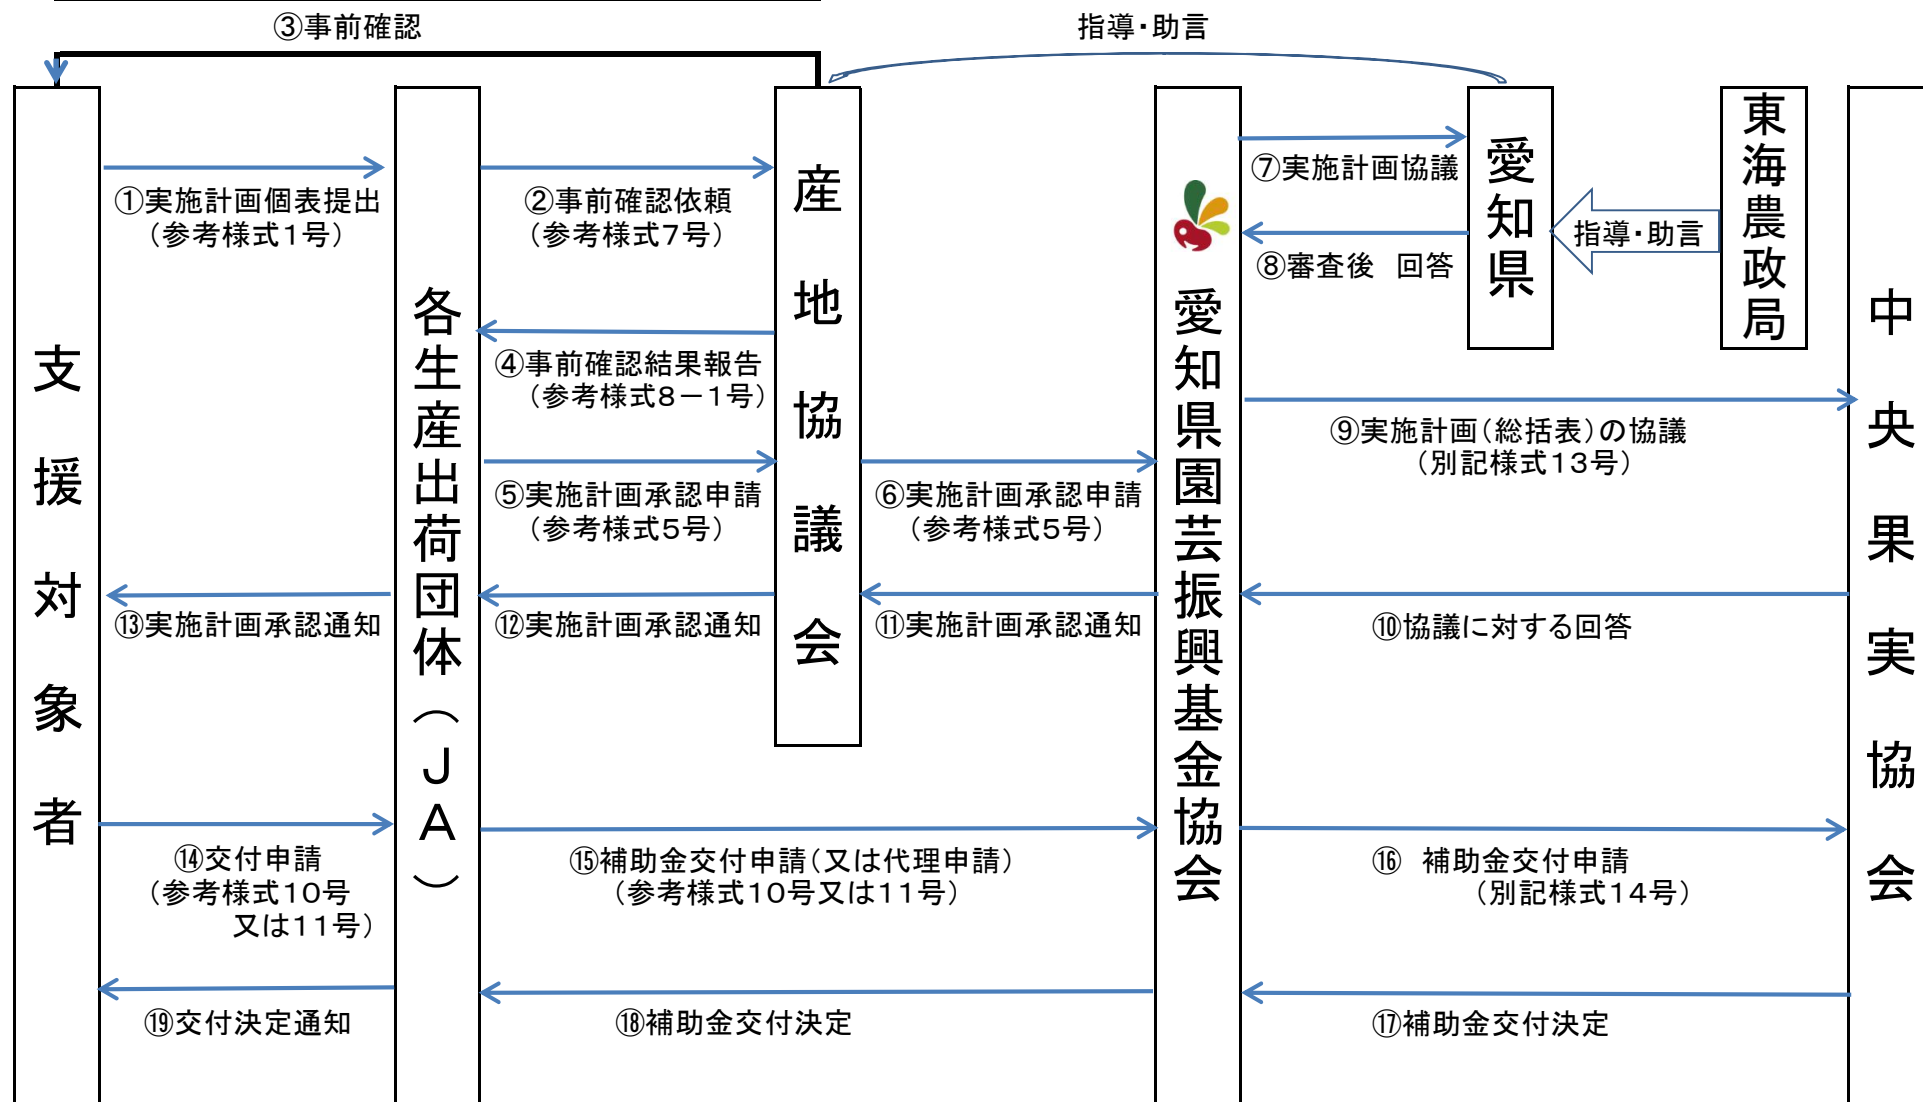 ③事前確認
指導・助言
支援対象者
各生産出荷団体（ＪＡ）
産地協議会
愛知県園芸振興基金協会
愛知県
東海農政局
中央果実協会
①実施計画個表提出
（参考様式1号）
②事前確認依頼
（参考様式7号）
⑦実施計画協議
⑧審査後　回答
指導・助言
④事前確認結果報告
（参考様式8－1号）
⑨実施計画（総括表）の協議
（別記様式13号）
⑤実施計画承認申請
（参考様式5号）
⑥実施計画承認申請
（参考様式5号）
⑬実施計画承認通知
⑫実施計画承認通知
⑪実施計画承認通知
⑩協議に対する回答
⑭交付申請
（参考様式10号
又は11号）
⑮補助金交付申請（又は代理申請）
（参考様式10号又は11号）
⑯　補助金交付申請
（別記様式14号）
⑲交付決定通知
⑱補助金交付決定
⑰補助金交付決定